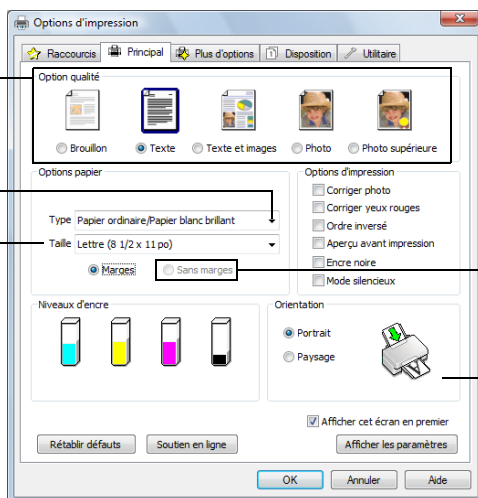 Options d'impression
Raccourcis Principal Plus d'options Disposition Utilitaire
Option qualité
Brouillon Texte Texte et images Photo Photo supérieure
Options papier
Type Papier ordinaire/Papier blanc brillant
Taille Lettre (8 1/2 x 11 po)
Marges Sans marges
Options d'impression
Corriger photo
Corriger yeux rouges
Ordre inversé
Aperçu avant impression
Encre noire
Mode silencieux
Niveaux d'encre
Orientation
Portrait
Paysage
Afficher cet écran en premier
Rétablir défauts Soutien en ligne Afficher les paramètres
OK Annuler Aide